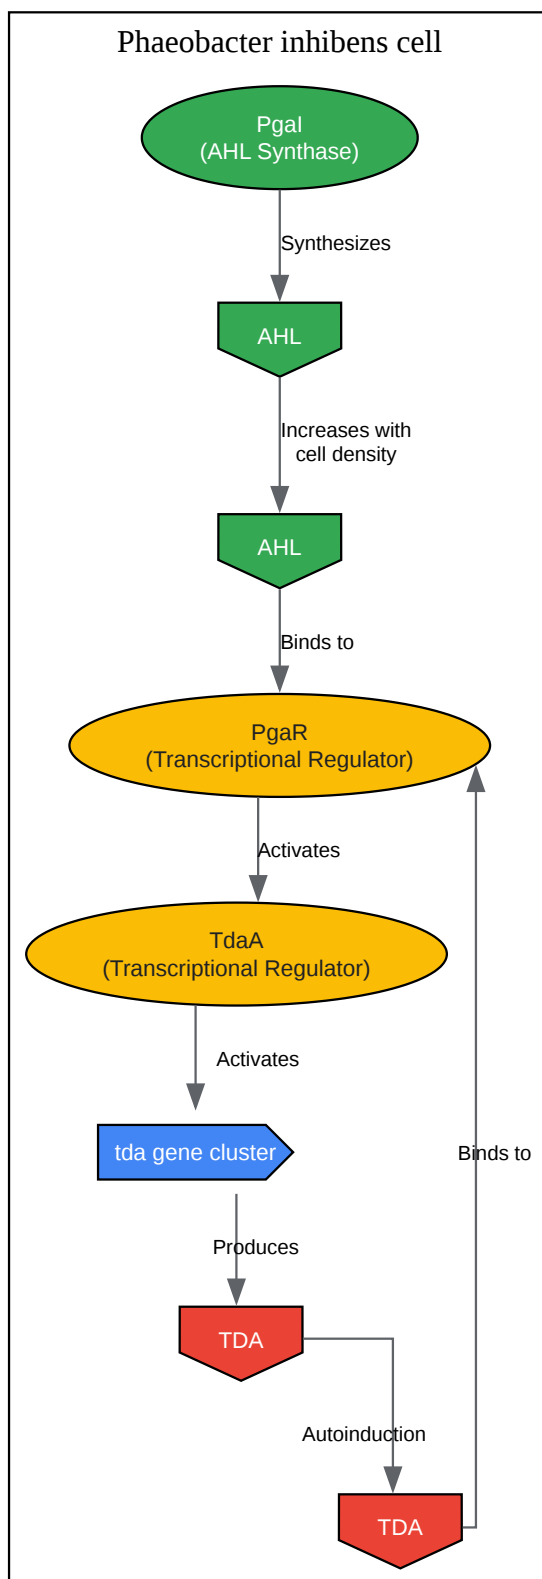 Phaeobacter inhibens cell
PgaI
(AHL Synthase)
Synthesizes
AHL
Increases with
cell density
AHL
Binds to
PgaR
(Transcriptional Regulator)
Activates
TdaA
(Transcriptional Regulator)
Activates
tda gene cluster
Binds to
Produces
TDA
Autoinduction
TDA